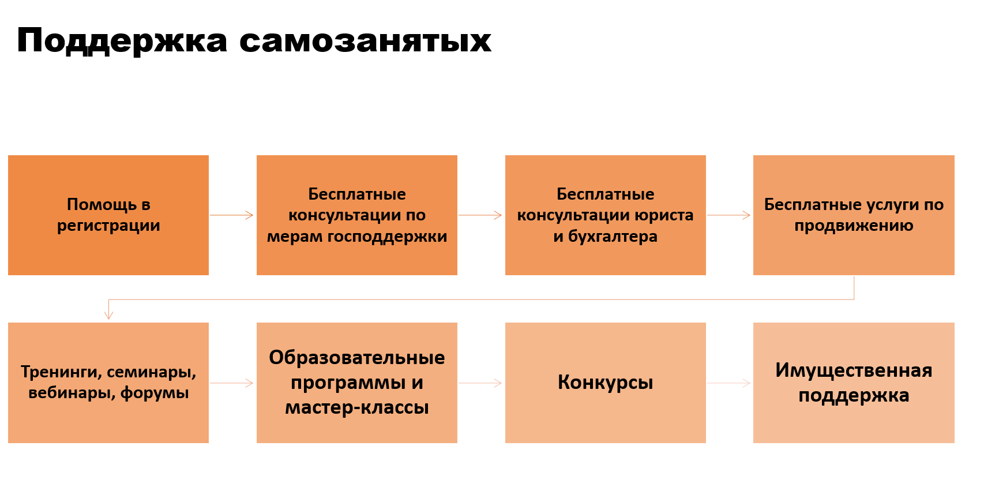 Поддержка самозанятых
Помощь в
регистрации
Бесплатные
консультации по
мерам господдержки
Бесплатные
консультации юриста
и бухгалтера
Бесплатные услуги по
продвижению
Тренинги, семинары,
вебинары, форумы
Образовательные
программы и
мастер-классы
Конкурсы
Имущественная
поддержка